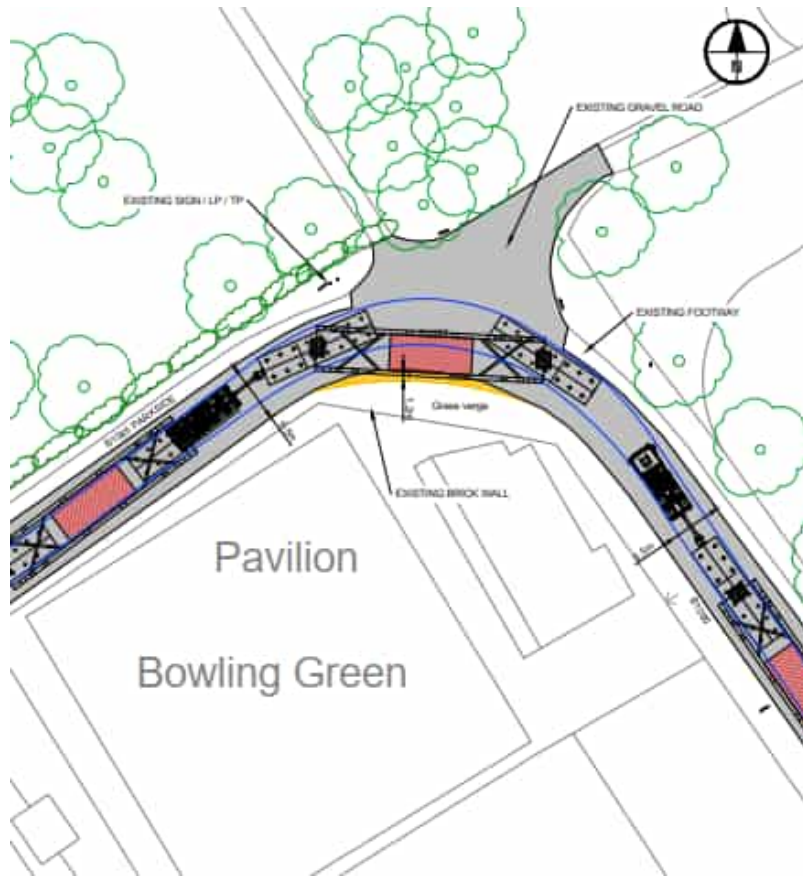 N
EXISTING GRAVEL ROAD
EXISTING SIGN / LP / TP
EXISTING FOOTWAY
Grass verge
EXISTING BRICK WALL
Pavilion
Bowling Green